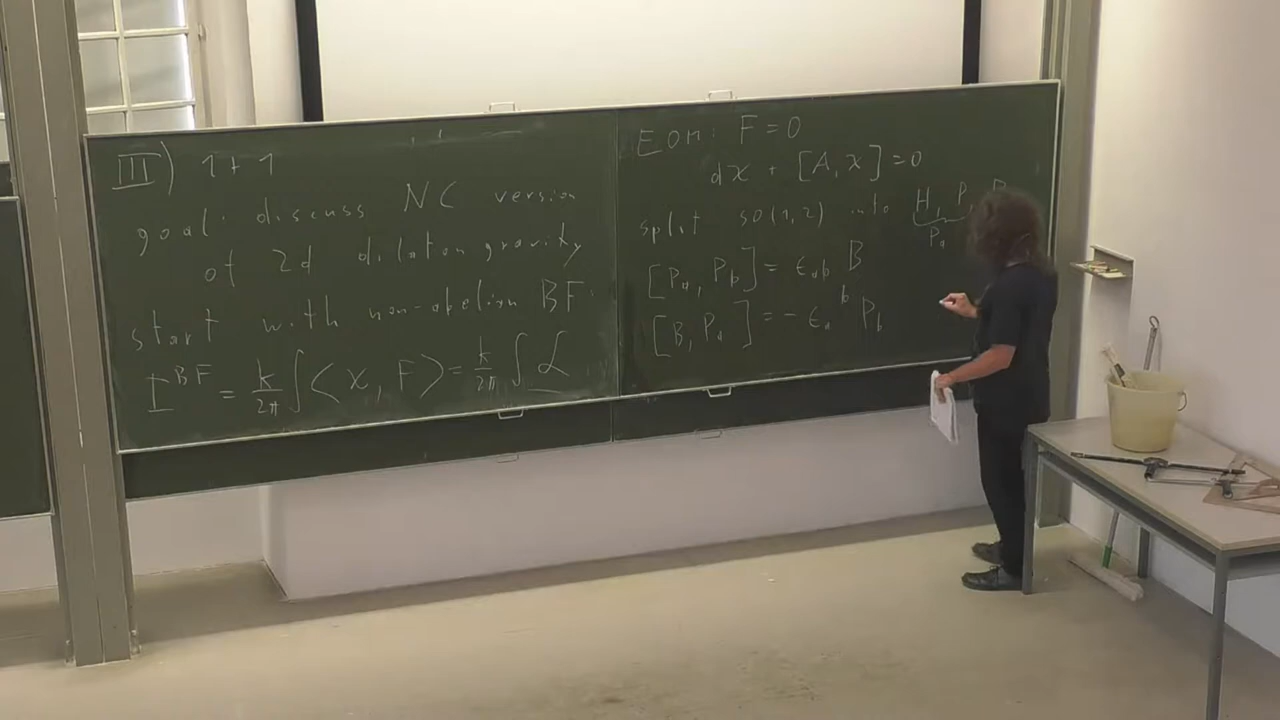 III) 1+1
goal: discuss NC version
of 2d dilaton gravity
start with non-abelian BF:
I^BF = k/2π ∫⟨X, F⟩ = k/2π ∫ L
EOM: F = 0
dX + [A, X] = 0
split so(1,2) into H, P, B
P_a
[P_a, P_b] = ε_ab B
[B, P_a] = - ε_a^b P_b